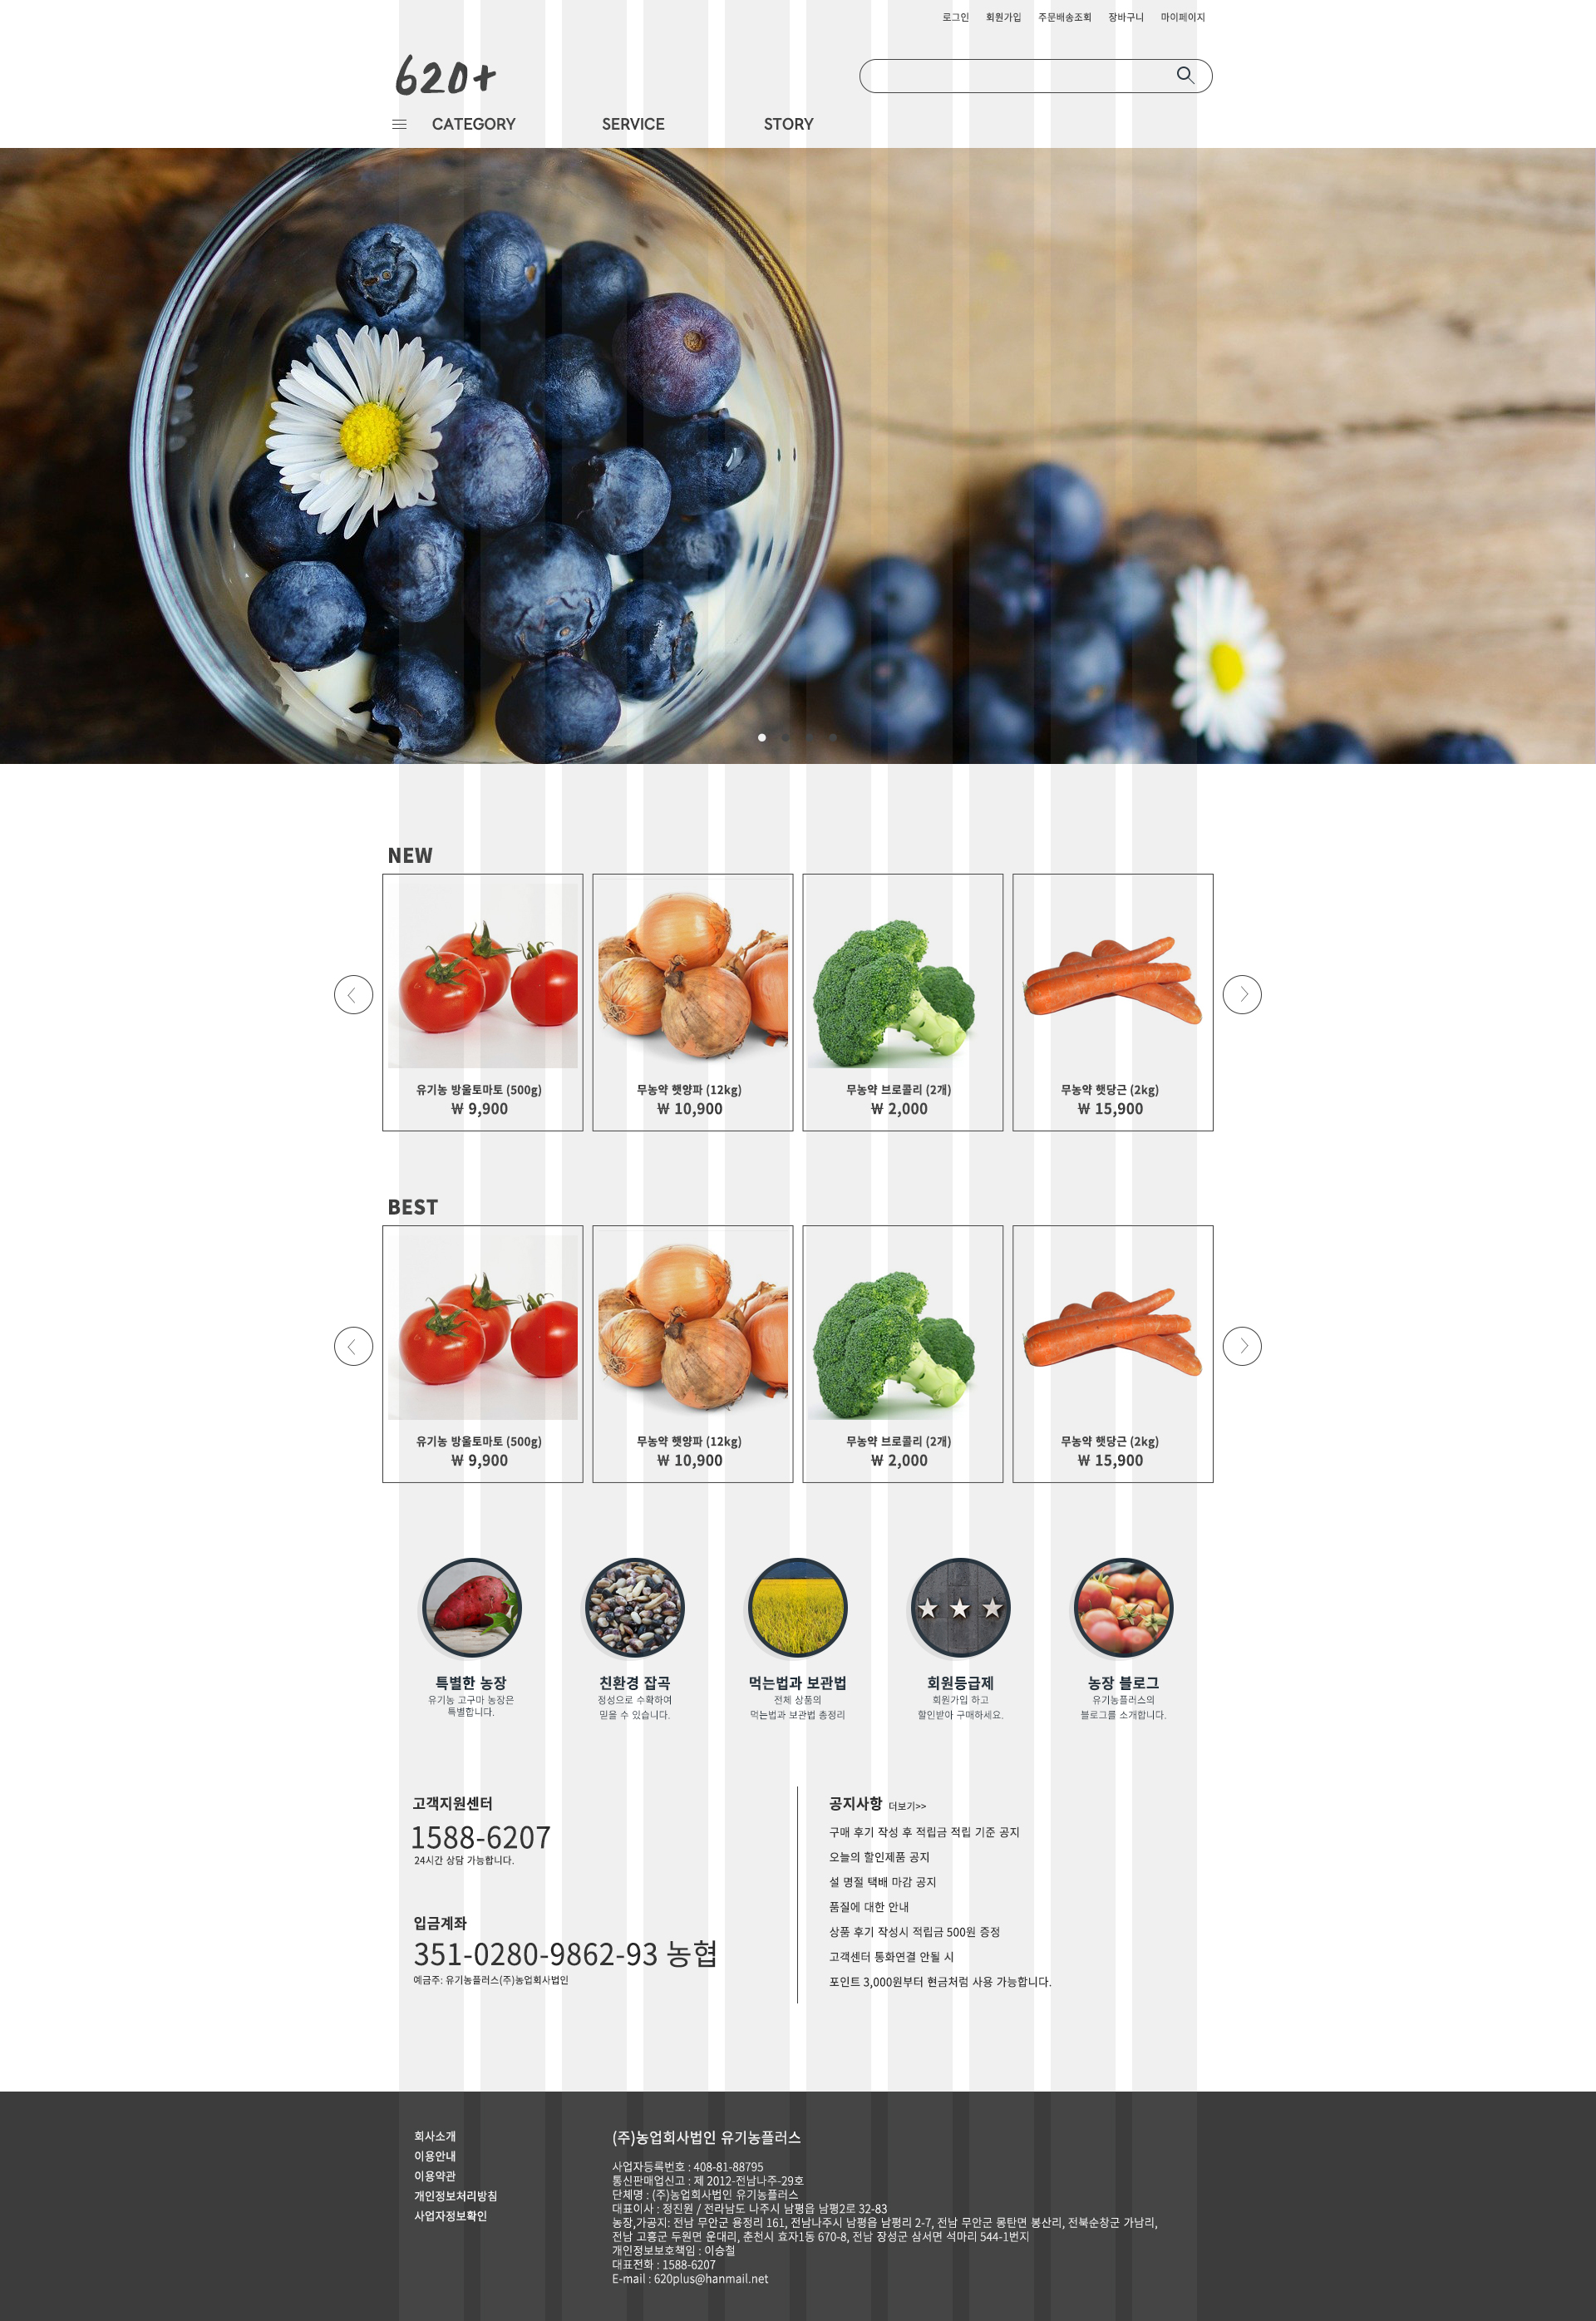 로그인 회원가입 주문배송조회 장바구니 마이페이지
620+
CATEGORY SERVICE STORY
NEW
유기농 방울토마토 (500g)
₩ 9,900
무농약 햇양파 (12kg)
₩ 10,900
무농약 브로콜리 (2개)
₩ 2,000
무농약 햇당근 (2kg)
₩ 15,900
BEST
유기농 방울토마토 (500g)
₩ 9,900
무농약 햇양파 (12kg)
₩ 10,900
무농약 브로콜리 (2개)
₩ 2,000
무농약 햇당근 (2kg)
₩ 15,900
특별한 농장
유기농 고구마 농장은
특별합니다.
친환경 잡곡
정성으로 수확하여
믿을 수 있습니다.
먹는법과 보관법
전체 상품의
먹는법과 보관법 총정리
회원등급제
회원가입 하고
할인받아 구매하세요.
농장 블로그
유기농플러스의
블로그를 소개합니다.
고객지원센터
1588-6207
24시간 상담 가능합니다.
입금계좌
351-0280-9862-93 농협
예금주: 유기농플러스(주)농업회사법인
공지사항 더보기>>
구매 후기 작성 후 적립금 적립 기준 공지
오늘의 할인제품 공지
설 명절 택배 마감 공지
품질에 대한 안내
상품 후기 작성시 적립금 500원 증정
고객센터 통화연결 안될 시
포인트 3,000원부터 현금처럼 사용 가능합니다.
회사소개
이용안내
이용약관
개인정보처리방침
사업자정보확인
(주)농업회사법인 유기농플러스
사업자등록번호 : 408-81-88795
통신판매업신고 : 제 2012-전남나주-29호
단체명 : (주)농업회사법인 유기농플러스
대표이사 : 정진원 / 전라남도 나주시 남평읍 남평2로 32-83
농장,가공지: 전남 무안군 용정리 161, 전남나주시 남평읍 남평리 2-7, 전남 무안군 몽탄면 봉산리, 전북순창군 가남리,
전남 고흥군 두원면 운대리, 춘천시 효자1동 670-8, 전남 장성군 삼서면 석마리 544-1번지
개인정보보호책임 : 이승철
대표전화 : 1588-6207
E-mail : 620plus@hanmail.net